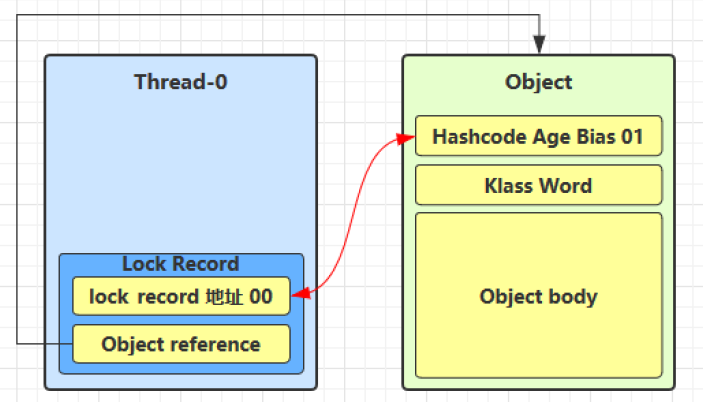 Thread-0
Lock Record
lock record 地址 00
Object reference
Object
Hashcode Age Bias 01
Klass Word
Object body